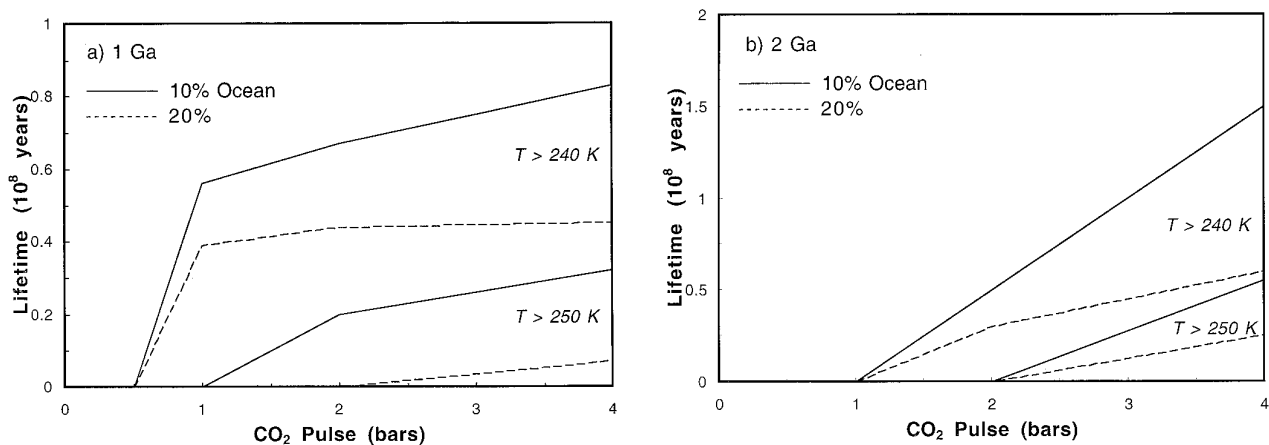 a) 1 Ga
10% Ocean
20%
T > 240 K
T > 250 K
1
0.8
0.6
0.4
0.2
0
0
1
2
3
4
Lifetime (10⁸ years)
CO₂ Pulse (bars)
b) 2 Ga
10% Ocean
20%
T > 240 K
T > 250 K
2
1.5
1
0.5
0
0
1
2
3
4
Lifetime (10⁸ years)
CO₂ Pulse (bars)